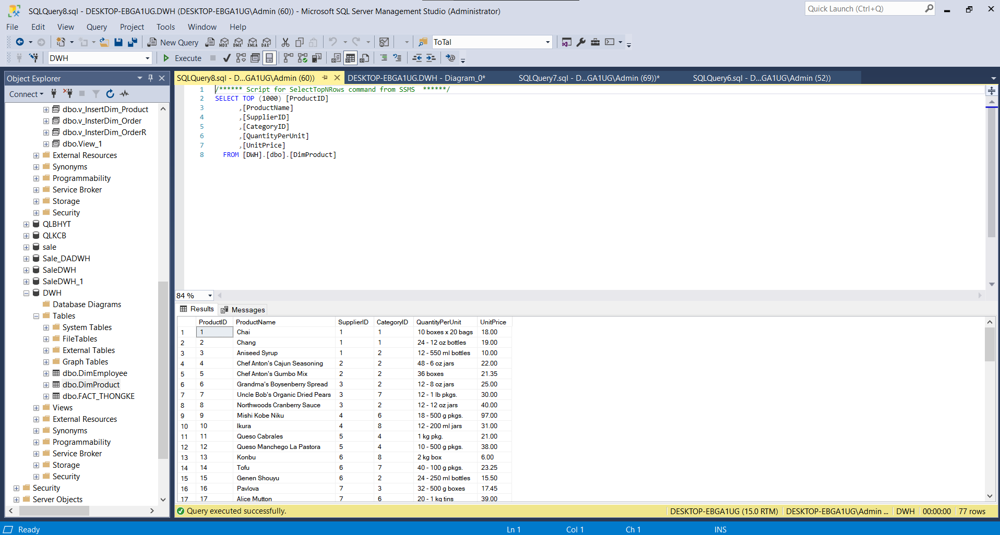 SQLQuery8.sql - DESKTOP-EBGA1UG.DWH (DESKTOP-EBGA1UG\Admin (60)) - Microsoft SQL Server Management Studio (Administrator)
Quick Launch (Ctrl+Q)
File Edit View Query Project Tools Window Help
New Query MDX DMX XMLA DAX ToTal
DWH Execute
Object Explorer
Connect
dbo.v_InsertDim_Product
dbo.v_InsterDim_Order
dbo.v_InsterDim_OrderR
dbo.View_1
External Resources
Synonyms
Programmability
Service Broker
Storage
Security
QLBHYT
QLKCB
sale
Sale_DADWH
SaleDWH
SaleDWH_1
DWH
Database Diagrams
Tables
System Tables
FileTables
External Tables
Graph Tables
dbo.DimEmployee
dbo.DimProduct
dbo.FACT_THONGKE
Views
External Resources
Synonyms
Programmability
Service Broker
Storage
Security
Security
Server Objects
SQLQuery8.sql - D...GA1UG\Admin (60)) DESKTOP-EBGA1UG.DWH - Diagram_0* SQLQuery7.sql - D...GA1UG\Admin (69))* SQLQuery6.sql - D...GA1UG\Admin (52))
1 /****** Script for SelectTopNRows command from SSMS ******/
2 SELECT TOP (1000) [ProductID]
3 ,[ProductName]
4 ,[SupplierID]
5 ,[CategoryID]
6 ,[QuantityPerUnit]
7 ,[UnitPrice]
8 FROM [DWH].[dbo].[DimProduct]
84 %
Results Messages
ProductID ProductName SupplierID CategoryID QuantityPerUnit UnitPrice
1 1 Chai 1 1 10 boxes x 20 bags 18.00
2 2 Chang 1 1 24 - 12 oz bottles 19.00
3 3 Aniseed Syrup 1 2 12 - 550 ml bottles 10.00
4 4 Chef Anton's Cajun Seasoning 2 2 48 - 6 oz jars 22.00
5 5 Chef Anton's Gumbo Mix 2 2 36 boxes 21.35
6 6 Grandma's Boysenberry Spread 3 2 12 - 8 oz jars 25.00
7 7 Uncle Bob's Organic Dried Pears 3 7 12 - 1 lb pkgs. 30.00
8 8 Northwoods Cranberry Sauce 3 2 12 - 12 oz jars 40.00
9 9 Mishi Kobe Niku 4 6 18 - 500 g pkgs. 97.00
10 10 Ikura 4 8 12 - 200 ml jars 31.00
11 11 Queso Cabrales 5 4 1 kg pkg. 21.00
12 12 Queso Manchego La Pastora 5 4 10 - 500 g pkgs. 38.00
13 13 Konbu 6 8 2 kg box 6.00
14 14 Tofu 6 7 40 - 100 g pkgs. 23.25
15 15 Genen Shouyu 6 2 24 - 250 ml bottles 15.50
16 16 Pavlova 7 3 32 - 500 g boxes 17.45
17 17 Alice Mutton 7 6 20 - 1 kg tins 39.00
Query executed successfully. DESKTOP-EBGA1UG (15.0 RTM) DESKTOP-EBGA1UG\Admin ... DWH 00:00:00 77 rows
Ready Ln 1 Col 1 Ch 1 INS